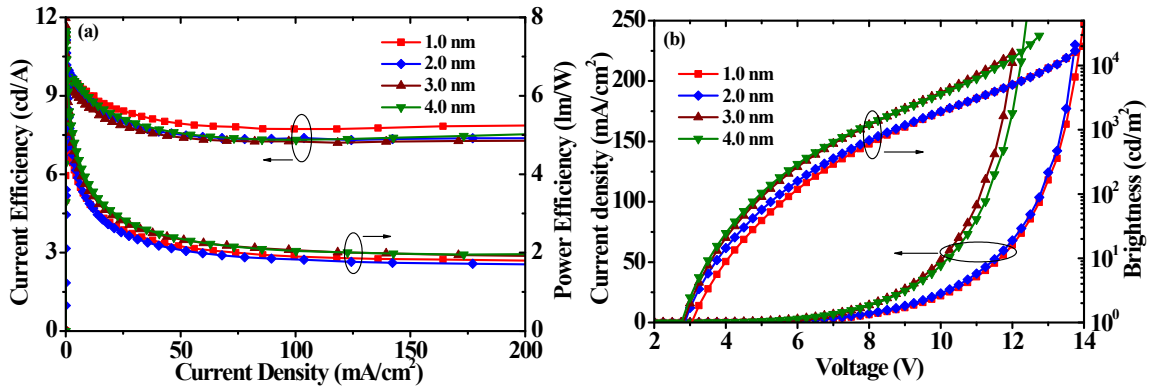 (a)
Current Efficiency (cd/A)
12
9
6
3
0
1.0 nm
2.0 nm
3.0 nm
4.0 nm
8
6
4
2
0
Power Efficiency (lm/W)
0 50 100 150 200
Current Density (mA/cm²)
(b)
Current density (mA/cm²)
250
200
150
100
50
0
1.0 nm
2.0 nm
3.0 nm
4.0 nm
10⁴
10³
10²
10¹
10⁰
Brightness (cd/m²)
2 4 6 8 10 12 14
Voltage (V)